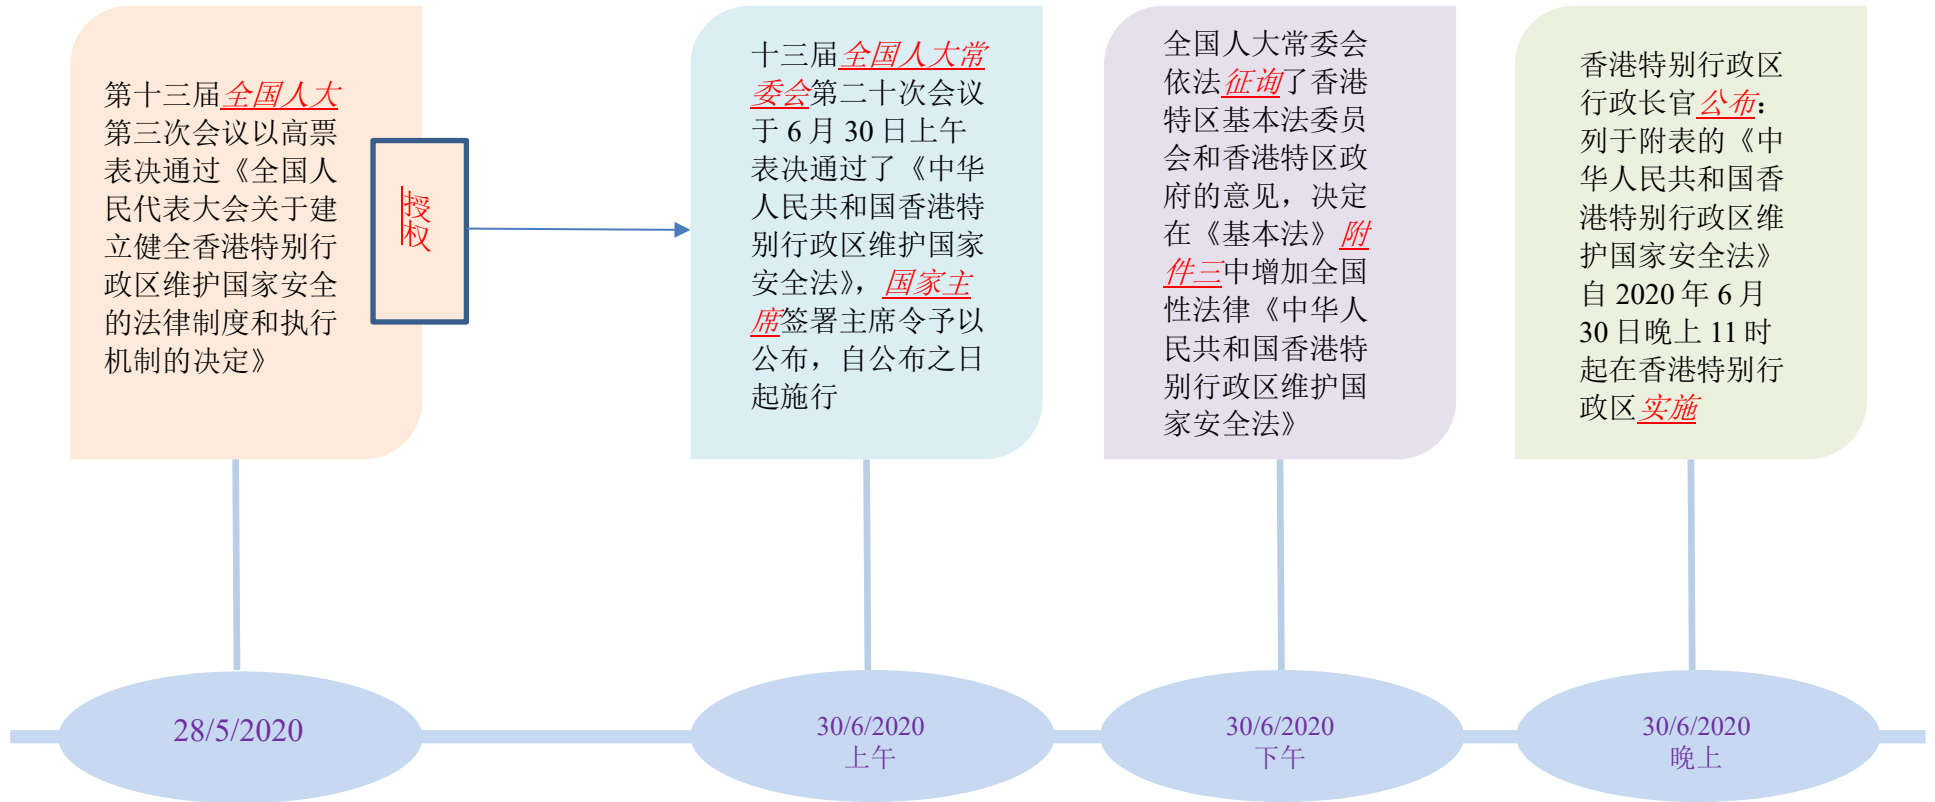 第十三届全国人大
第三次会议以高票
表决通过《全国人
民代表大会关于建
立健全香港特别行
政区维护国家安全
的法律制度和执行
机制的决定》
授
权
十三届全国人大常
委会第二十次会议
于 6 月 30 日上午
表决通过了《中华
人民共和国香港特
别行政区维护国家
安全法》，国家主
席签署主席令予以
公布，自公布之日
起施行
全国人大常委会
依法征询了香港
特区基本法委员
会和香港特区政
府的意见，决定
在《基本法》附
件三中增加全国
性法律《中华人
民共和国香港特
别行政区维护国
家安全法》
香港特别行政区
行政长官公布：
列于附表的《中
华人民共和国香
港特别行政区维
护国家安全法》
自 2020 年 6 月
30 日晚上 11 时
起在香港特别行
政区实施
28/5/2020
30/6/2020
上午
30/6/2020
下午
30/6/2020
晚上